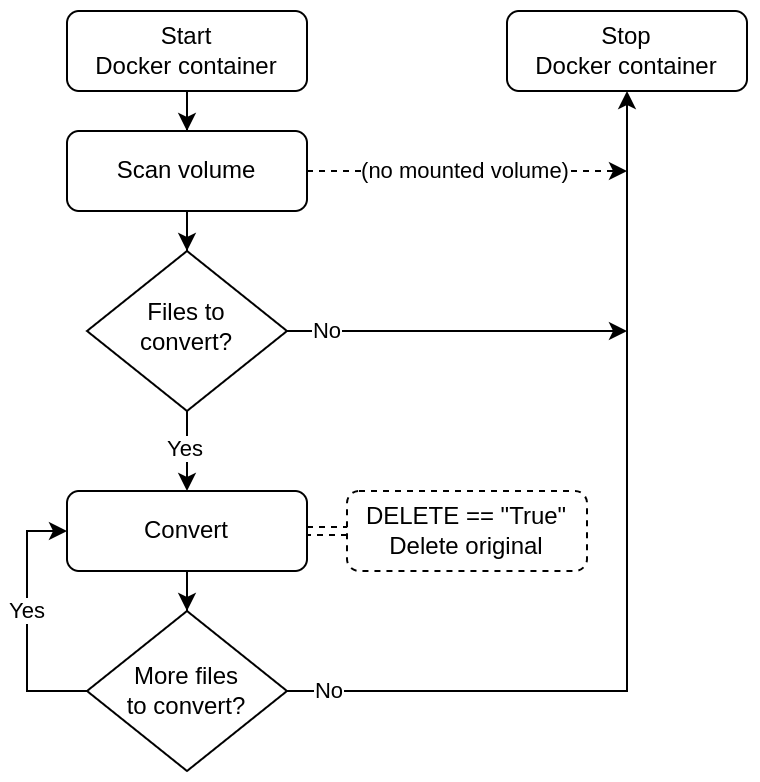 Start
Docker container
Stop
Docker container
Scan volume
(no mounted volume)
Files to
convert?
No
Yes
Convert
DELETE == "True"
Delete original
Yes
More files
to convert?
No